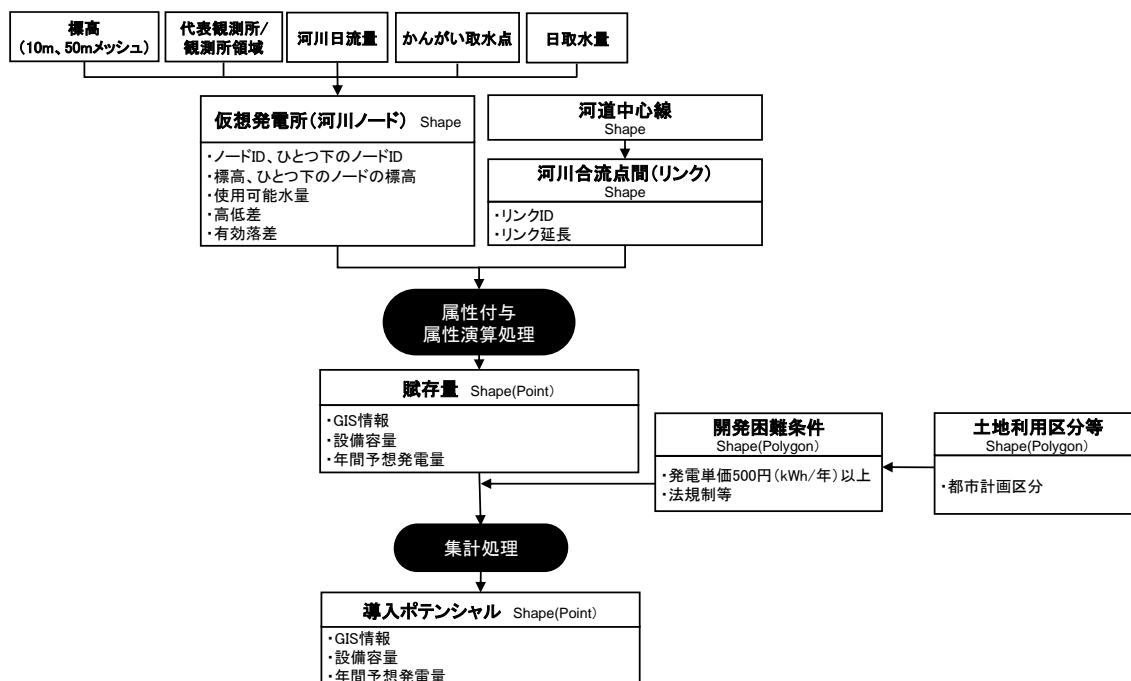 標高
（10m、50mメッシュ）
代表観測所/
観測所領域
河川日流量
かんがい取水点
日取水量
仮想発電所（河川ノード） Shape
・ノードID、ひとつ下のノードID
・標高、ひとつ下のノードの標高
・使用可能水量
・高低差
・有効落差
河道中心線
Shape
河川合流点間（リンク）
Shape
・リンクID
・リンク延長
属性付与
属性演算処理
賦存量 Shape(Point)
・GIS情報
・設備容量
・年間予想発電量
開発困難条件
Shape(Polygon)
・発電単価500円（kWh/年）以上
・法規制等
土地利用区分等
Shape(Polygon)
・都市計画区分
集計処理
導入ポテンシャル Shape(Point)
・GIS情報
・設備容量
・年間予想発電量